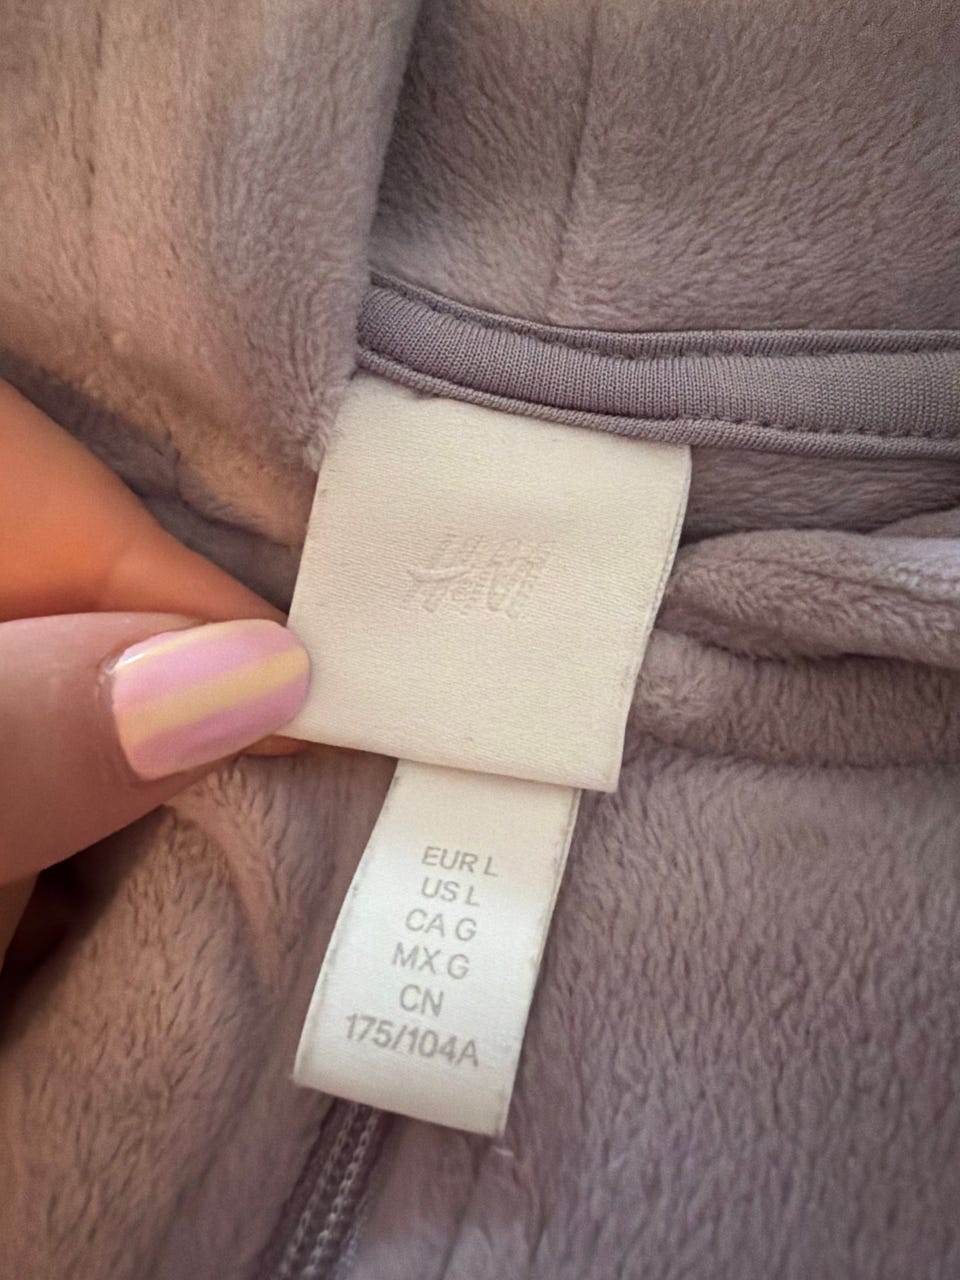 H&M
EUR L
US L
CA G
MX G
CN
175/104A